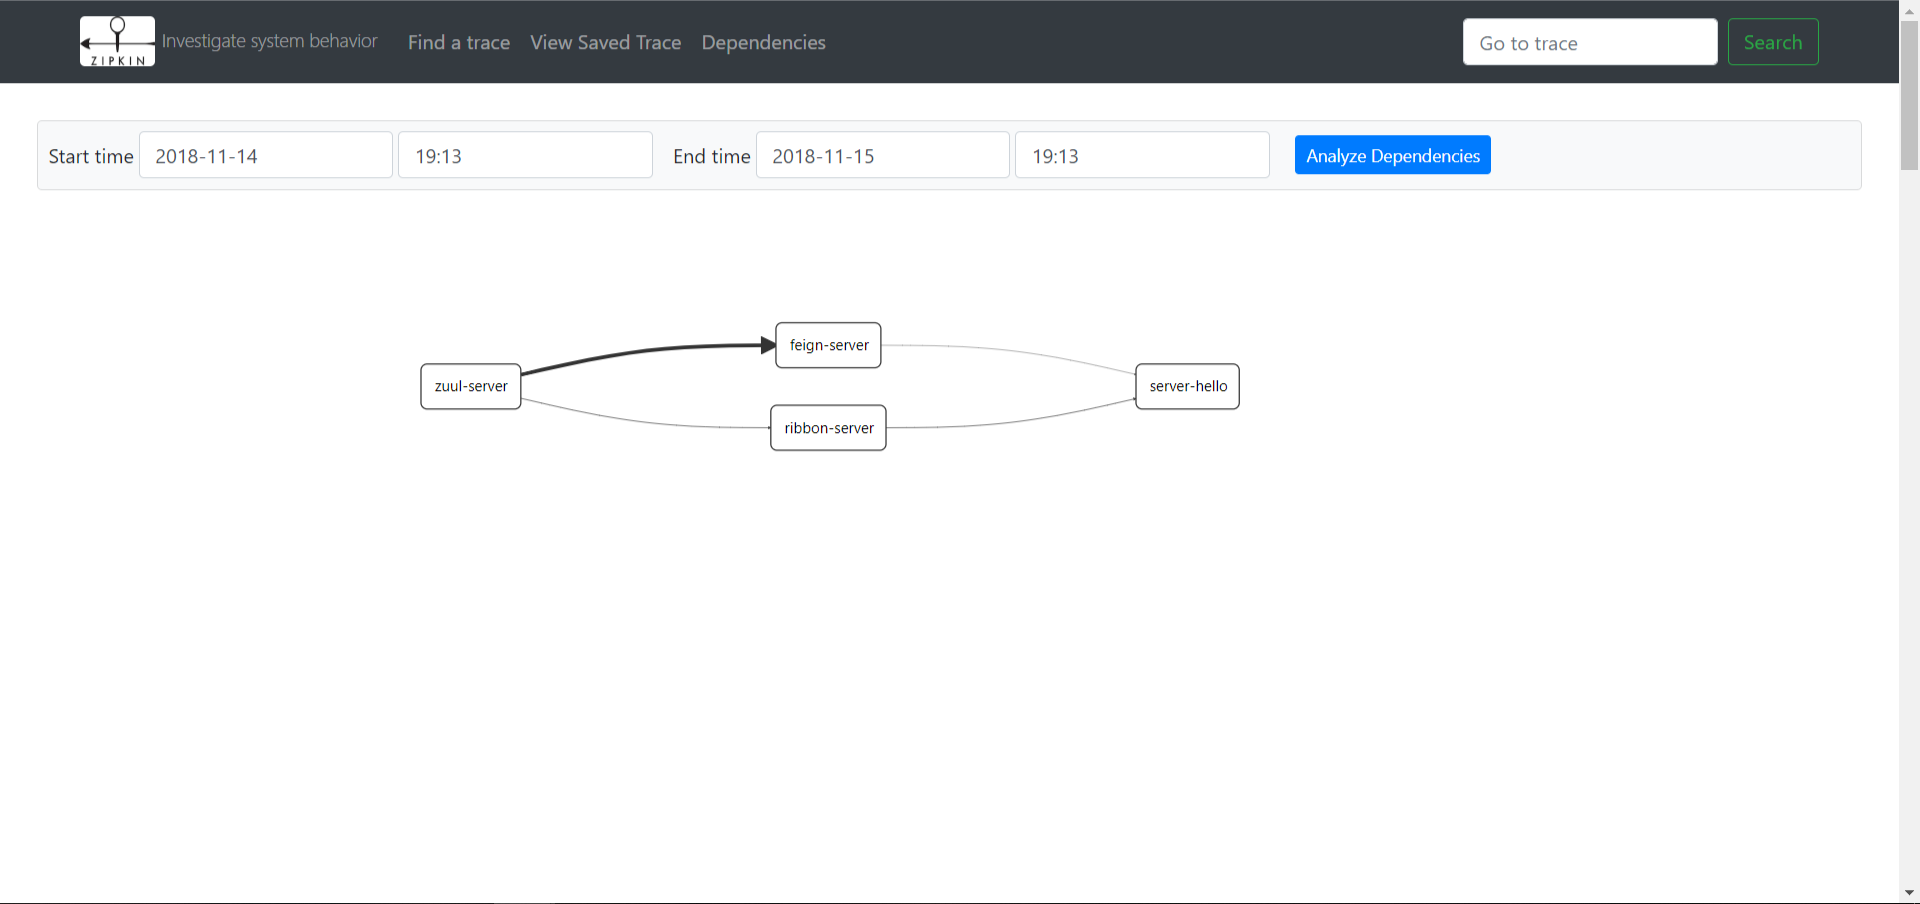 ZIPKIN Investigate system behavior Find a trace View Saved Trace Dependencies Go to trace Search
Start time 2018-11-14 19:13 End time 2018-11-15 19:13 Analyze Dependencies
feign-server
zuul-server server-hello
ribbon-server